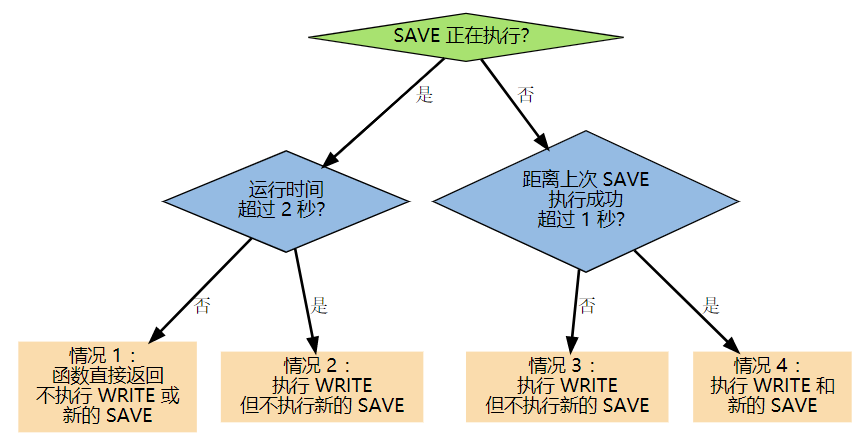 SAVE 正在执行？
是
否
运行时间
超过 2 秒？
距离上次 SAVE
执行成功
超过 1 秒？
否
是
否
是
情况 1：
函数直接返回
不执行 WRITE 或
新的 SAVE
情况 2：
执行 WRITE
但不执行新的 SAVE
情况 3：
执行 WRITE
但不执行新的 SAVE
情况 4：
执行 WRITE 和
新的 SAVE